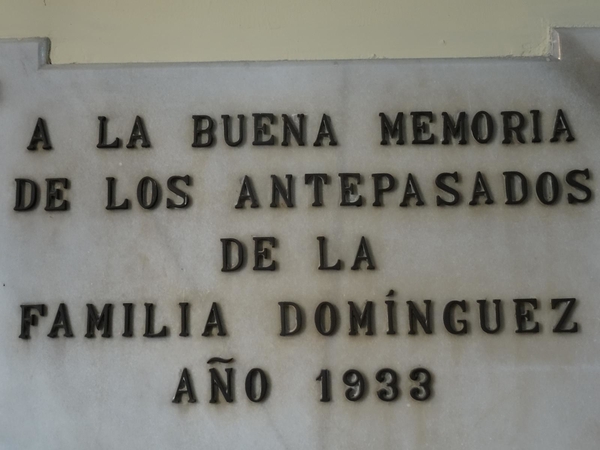 A LA BUENA MEMORIA
DE LOS ANTEPASADOS
DE LA
FAMILIA DOMÍNGUEZ
AÑO 1933